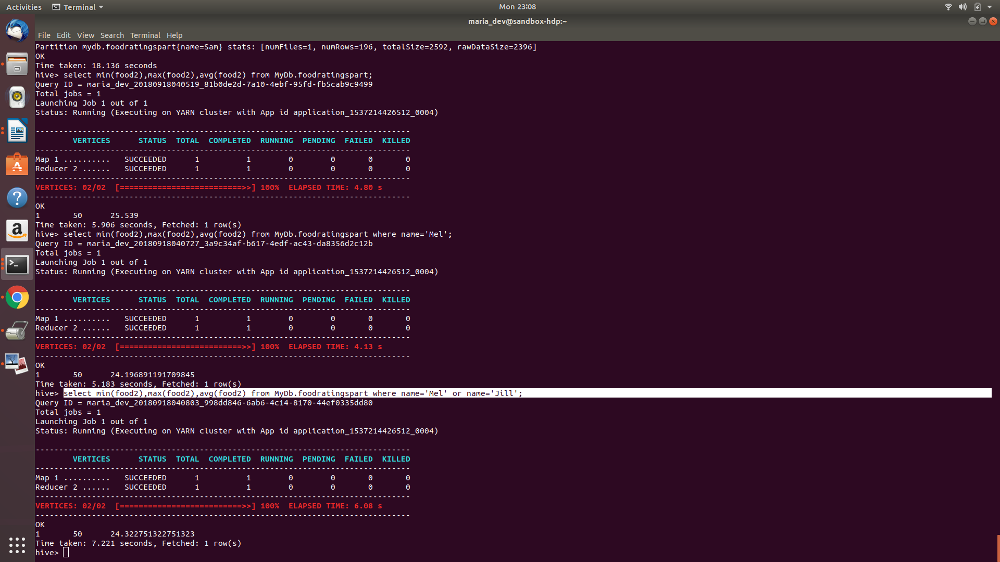 Activities Terminal Mon 23:08
maria_dev@sandbox-hdp:~
File Edit View Search Terminal Help
Partition mydb.foodratingspart{name=Sam} stats: [numFiles=1, numRows=196, totalSize=2592, rawDataSize=2396]
OK
Time taken: 18.136 seconds
hive> select min(food2),max(food2),avg(food2) from MyDb.foodratingspart;
Query ID = maria_dev_20180918040519_81b0de2d-7a10-4ebf-95fd-fb5cab9c9499
Total jobs = 1
Launching Job 1 out of 1
Status: Running (Executing on YARN cluster with App id application_1537214426512_0004)
--------------------------------------------------------------------------------
VERTICES STATUS TOTAL COMPLETED RUNNING PENDING FAILED KILLED
--------------------------------------------------------------------------------
Map 1 .......... SUCCEEDED 1 1 0 0 0 0
Reducer 2 ...... SUCCEEDED 1 1 0 0 0 0
--------------------------------------------------------------------------------
VERTICES: 02/02 [==========================>>] 100% ELAPSED TIME: 4.80 s
--------------------------------------------------------------------------------
OK
1 50 25.539
Time taken: 5.906 seconds, Fetched: 1 row(s)
hive> select min(food2),max(food2),avg(food2) from MyDb.foodratingspart where name='Mel';
Query ID = maria_dev_20180918040727_3a9c34af-b617-4edf-ac43-da8356d2c12b
Total jobs = 1
Launching Job 1 out of 1
Status: Running (Executing on YARN cluster with App id application_1537214426512_0004)
--------------------------------------------------------------------------------
VERTICES STATUS TOTAL COMPLETED RUNNING PENDING FAILED KILLED
--------------------------------------------------------------------------------
Map 1 .......... SUCCEEDED 1 1 0 0 0 0
Reducer 2 ...... SUCCEEDED 1 1 0 0 0 0
--------------------------------------------------------------------------------
VERTICES: 02/02 [==========================>>] 100% ELAPSED TIME: 4.13 s
--------------------------------------------------------------------------------
OK
1 50 24.196891191709845
Time taken: 5.183 seconds, Fetched: 1 row(s)
hive> select min(food2),max(food2),avg(food2) from MyDb.foodratingspart where name='Mel' or name='Jill';
Query ID = maria_dev_20180918040803_998dd846-6ab6-4c14-8170-44ef0335dd80
Total jobs = 1
Launching Job 1 out of 1
Status: Running (Executing on YARN cluster with App id application_1537214426512_0004)
--------------------------------------------------------------------------------
VERTICES STATUS TOTAL COMPLETED RUNNING PENDING FAILED KILLED
--------------------------------------------------------------------------------
Map 1 .......... SUCCEEDED 1 1 0 0 0 0
Reducer 2 ...... SUCCEEDED 1 1 0 0 0 0
--------------------------------------------------------------------------------
VERTICES: 02/02 [==========================>>] 100% ELAPSED TIME: 6.08 s
--------------------------------------------------------------------------------
OK
1 50 24.322751322751323
Time taken: 7.221 seconds, Fetched: 1 row(s)
hive>